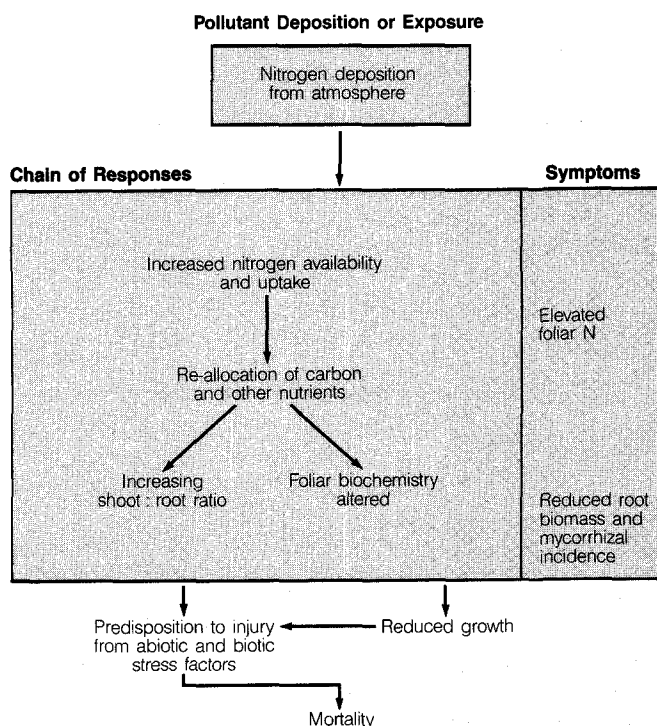 Pollutant Deposition or Exposure
Nitrogen deposition
from atmosphere
Chain of Responses
Symptoms
Increased nitrogen availability
and uptake
Elevated
foliar N
Re-allocation of carbon
and other nutrients
Increasing
shoot : root ratio
Foliar biochemistry
altered
Reduced root
biomass and
mycorrhizal
incidence
Predisposition to injury
from abiotic and biotic
stress factors
Reduced growth
Mortality